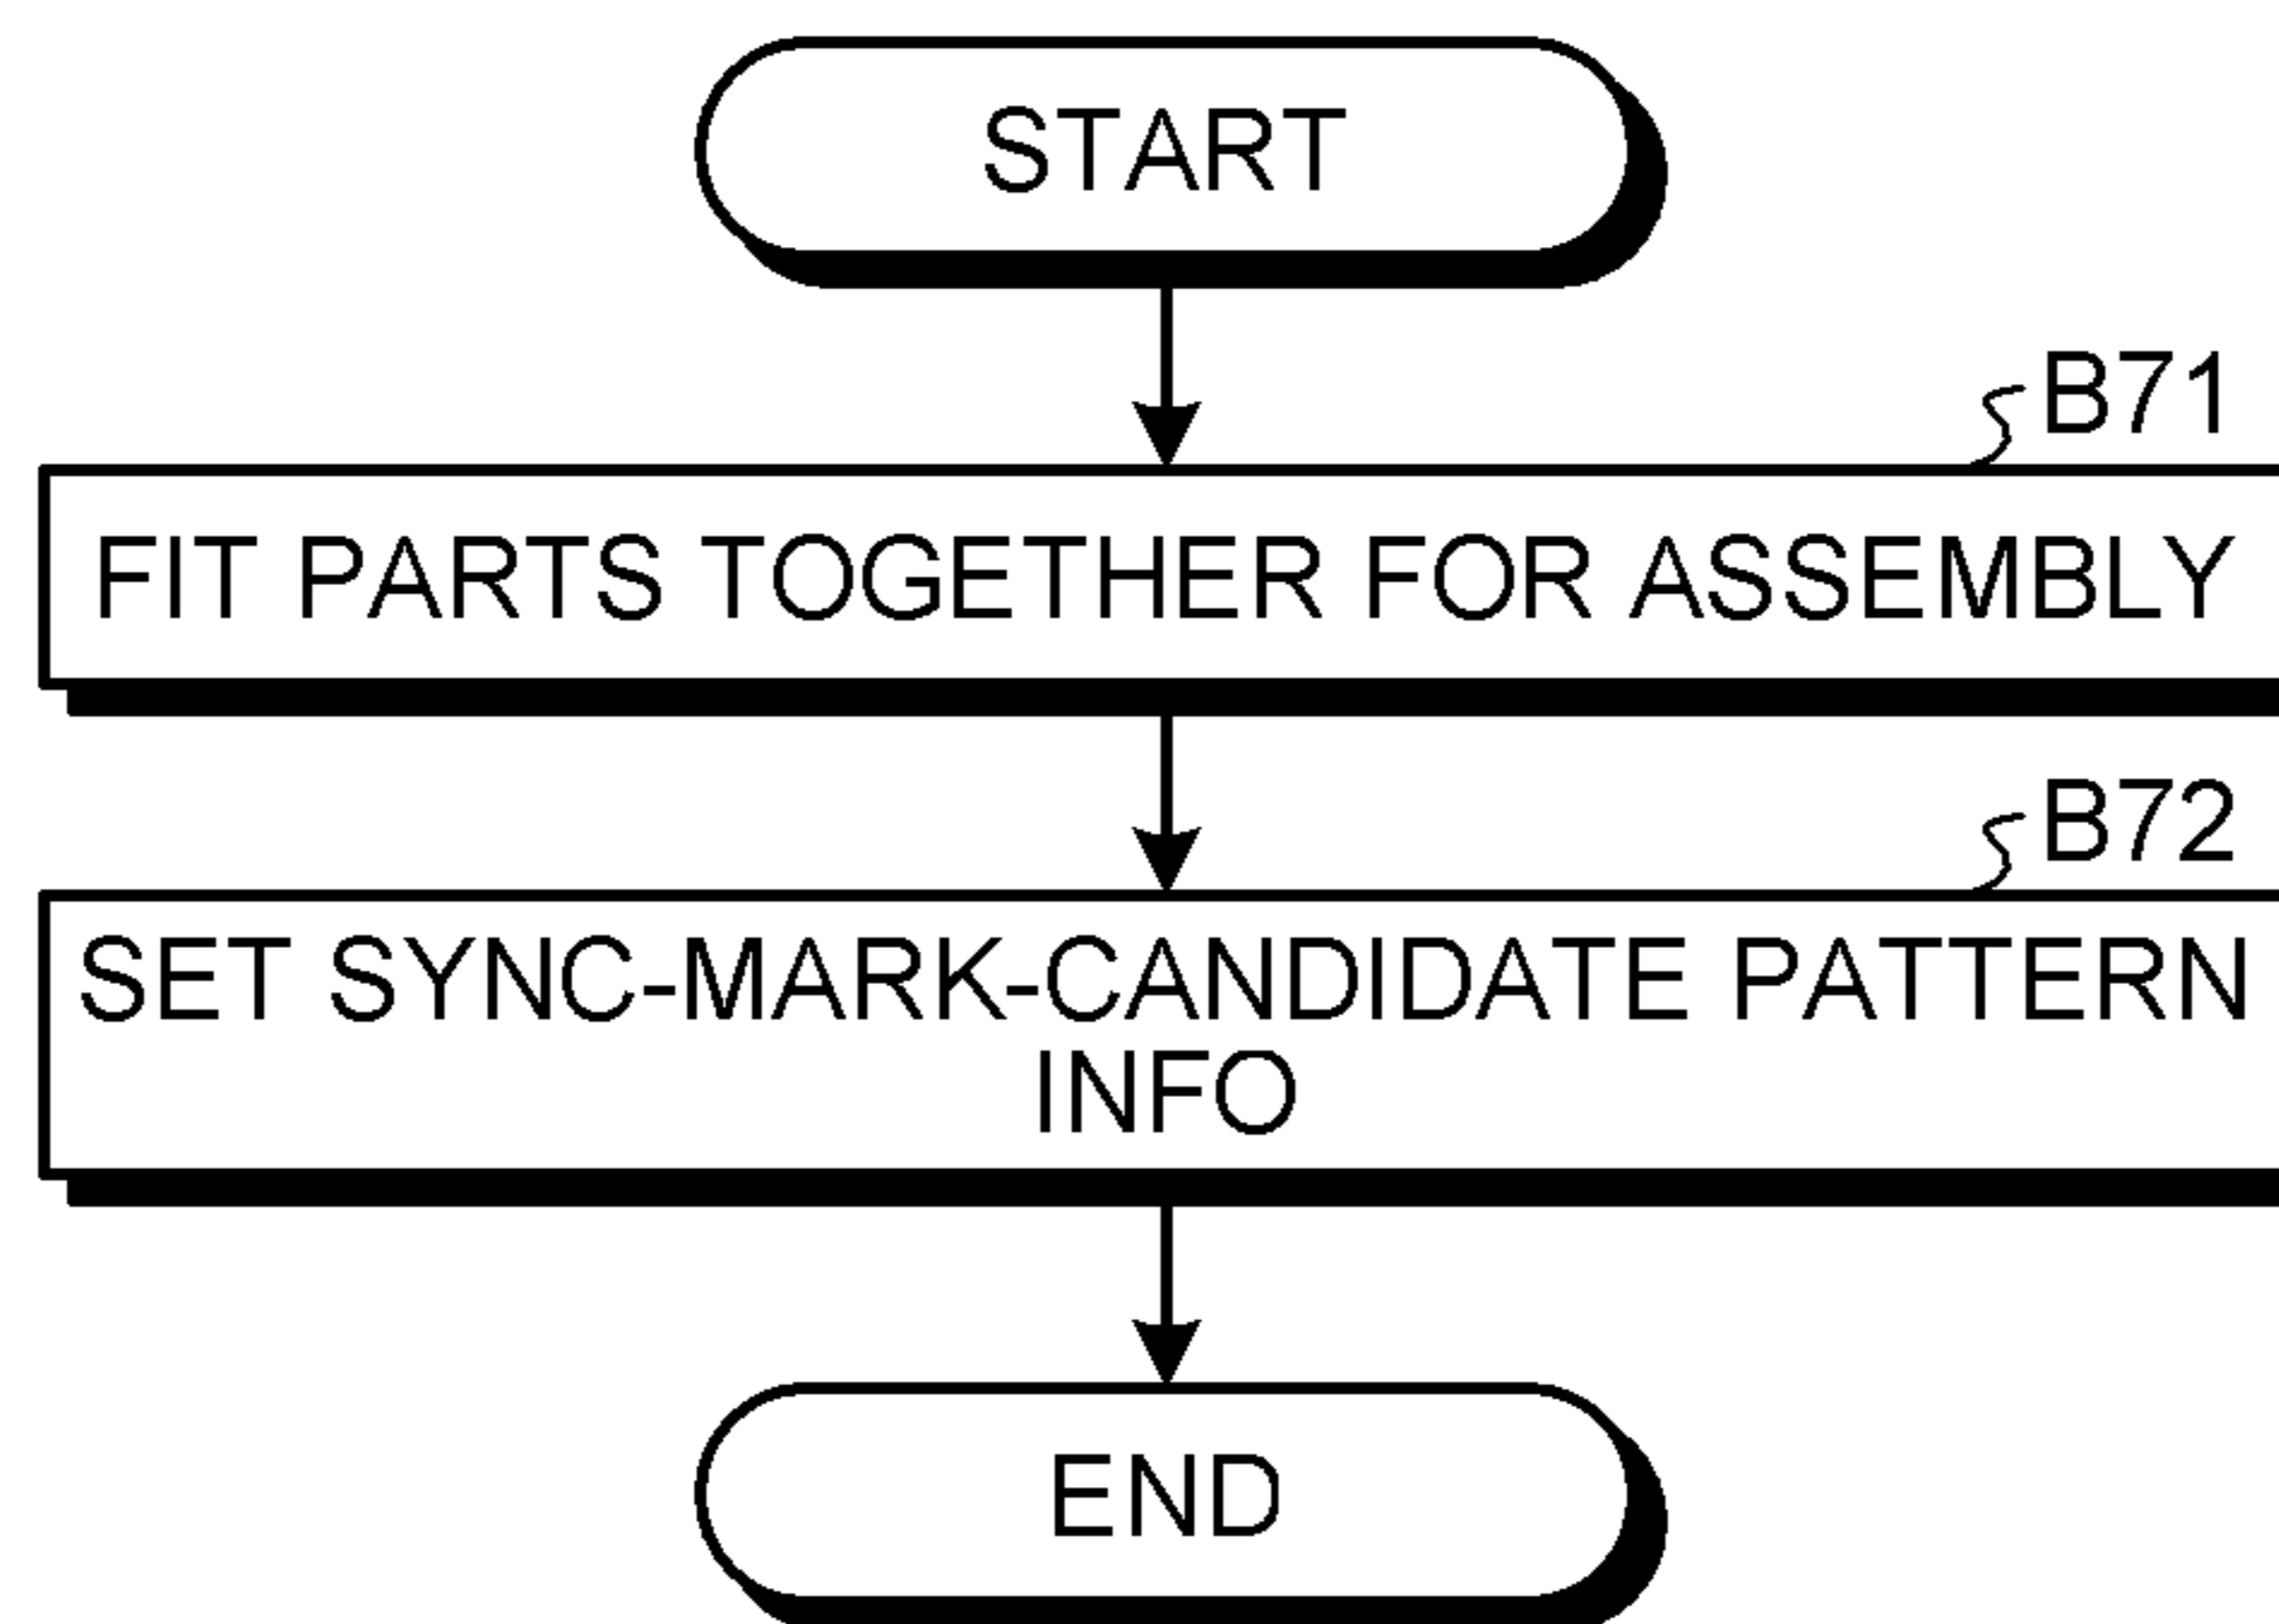 START
B71
FIT PARTS TOGETHER FOR ASSEMBLY
B72
SET SYNC-MARK-CANDIDATE PATTERN
INFO
END